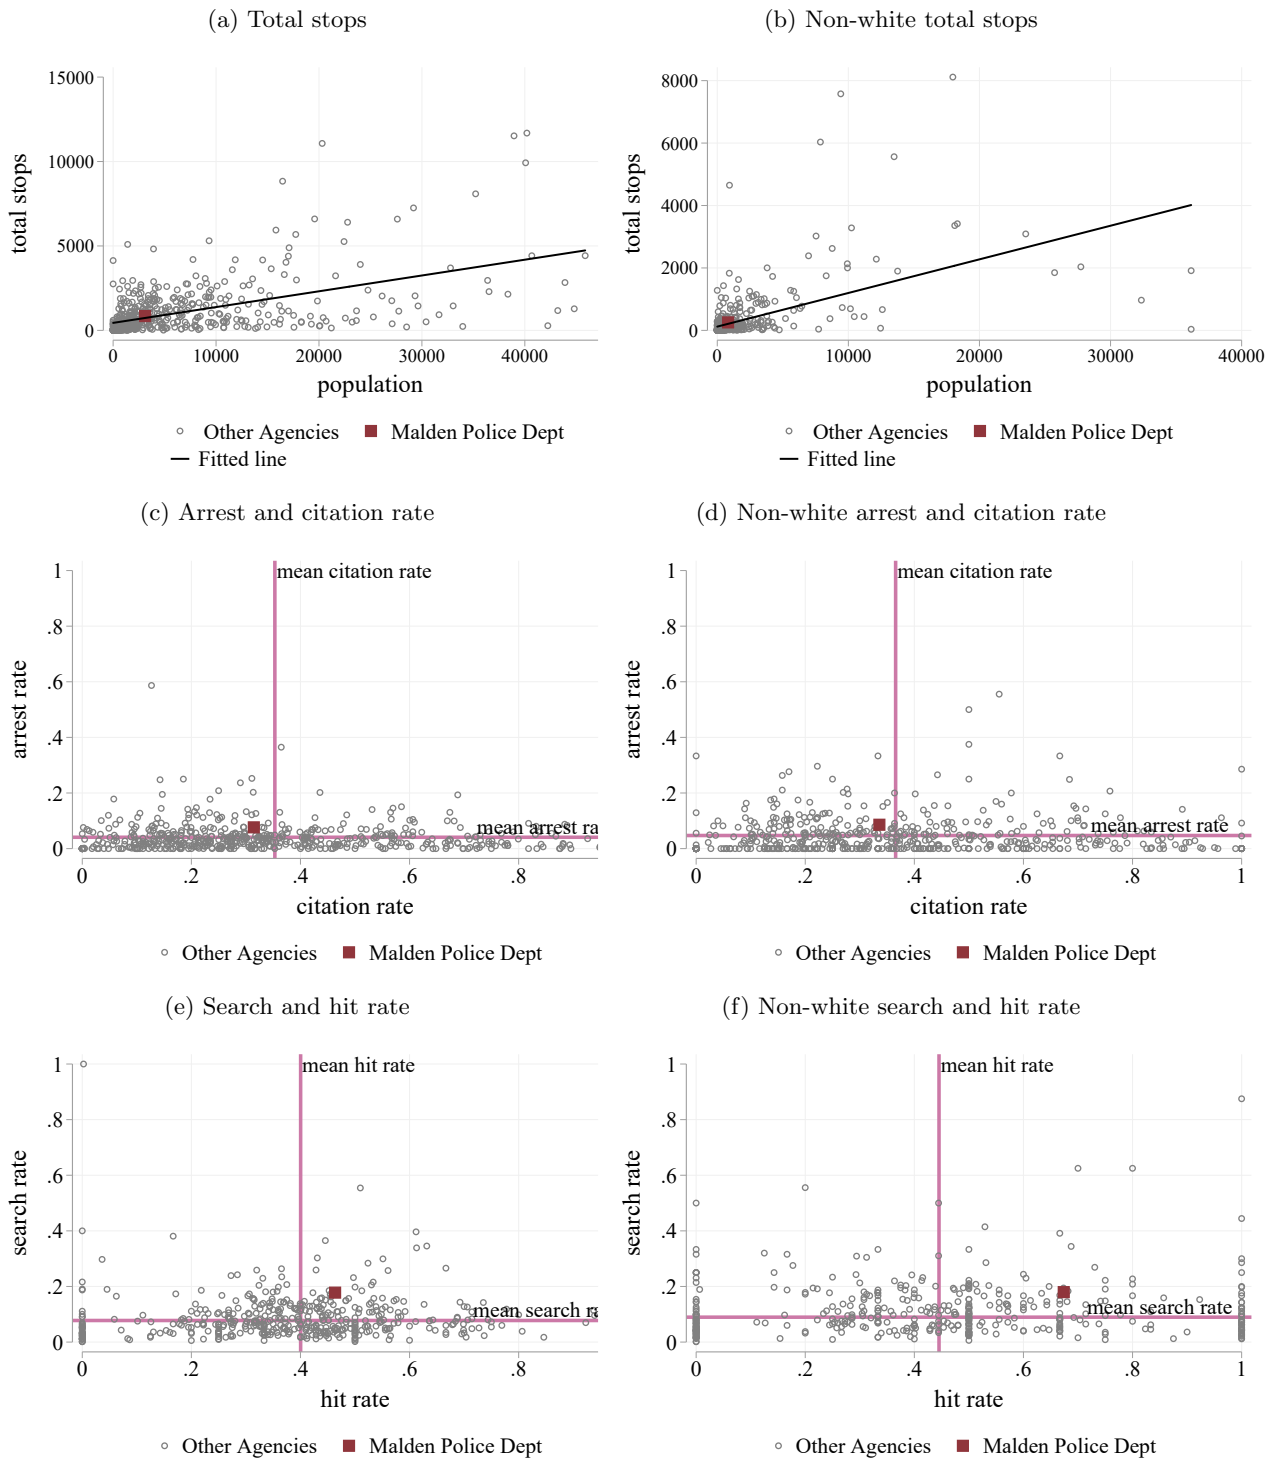 (a) Total stops
(b) Non-white total stops
15000
10000
5000
0
total stops
0 10000 20000 30000 40000
population
Other Agencies Malden Police Dept
Fitted line
8000
6000
4000
2000
0
total stops
0 10000 20000 30000 40000
population
Other Agencies Malden Police Dept
Fitted line
(c) Arrest and citation rate
(d) Non-white arrest and citation rate
mean citation rate
1
.8
.6
.4
.2
0
arrest rate
mean arrest ra
0 .2 .4 .6 .8
citation rate
Other Agencies Malden Police Dept
mean citation rate
1
.8
.6
.4
.2
0
arrest rate
mean arrest rate
0 .2 .4 .6 .8 1
citation rate
Other Agencies Malden Police Dept
(e) Search and hit rate
(f) Non-white search and hit rate
mean hit rate
1
.8
.6
.4
.2
0
search rate
mean search ra
0 .2 .4 .6 .8
hit rate
Other Agencies Malden Police Dept
mean hit rate
1
.8
.6
.4
.2
0
search rate
mean search rate
0 .2 .4 .6 .8 1
hit rate
Other Agencies Malden Police Dept